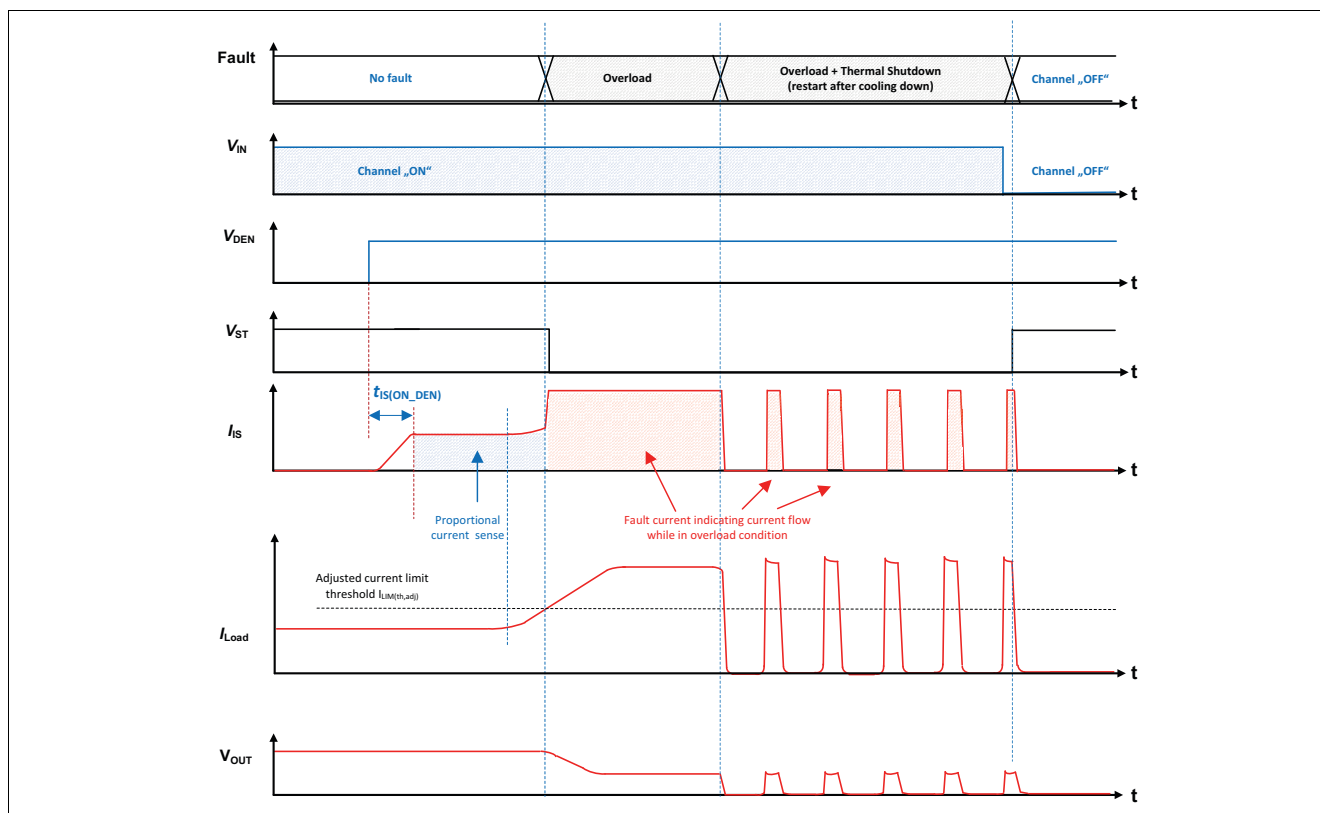 Fault
No fault
Overload
Overload + Thermal Shutdown
(restart after cooling down)
Channel „OFF“
t
VIN
Channel „ON“
Channel „OFF“
t
VDEN
t
VST
t
tIS(ON_DEN)
IIS
t
Proportional
current sense
Fault current indicating current flow
while in overload condition
Adjusted current limit
threshold ILIM(th,adj)
ILoad
t
VOUT
t